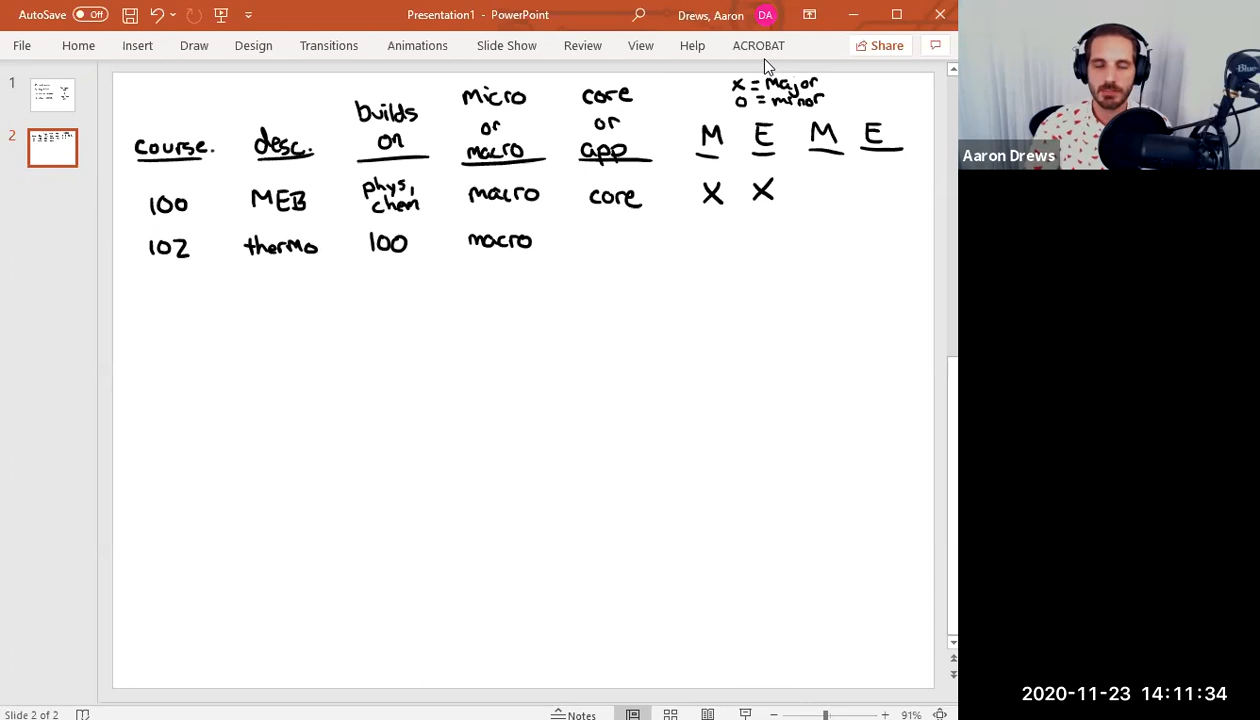 AutoSave Off
Presentation1 - PowerPoint
Drews, Aaron DA
File Home Insert Draw Design Transitions Animations Slide Show Review View Help ACROBAT Share
1
2
x = major
o = minor
course. desc. builds on micro or macro core or app M E M E
100 MEB phys, chem macro core X X
102 thermo 100 macro
Aaron Drews
Blue
2020-11-23 14:11:34
Slide 2 of 2 Notes 91%